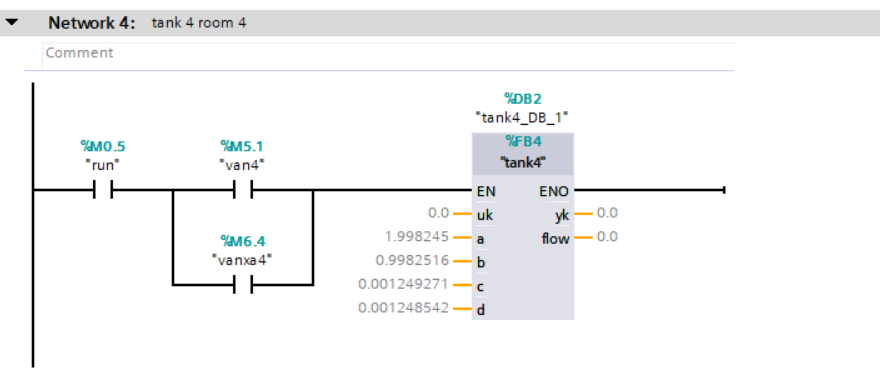 Network 4: tank 4 room 4
Comment
%DB2
"tank4_DB_1"
%M0.5
"run"
%M5.1
"van4"
%FB4
"tank4"
EN ENO
0.0 uk yk 0.0
1.998245 a flow 0.0
%M6.4
"vanxa4"
0.9982516 b
0.001249271 c
0.001248542 d